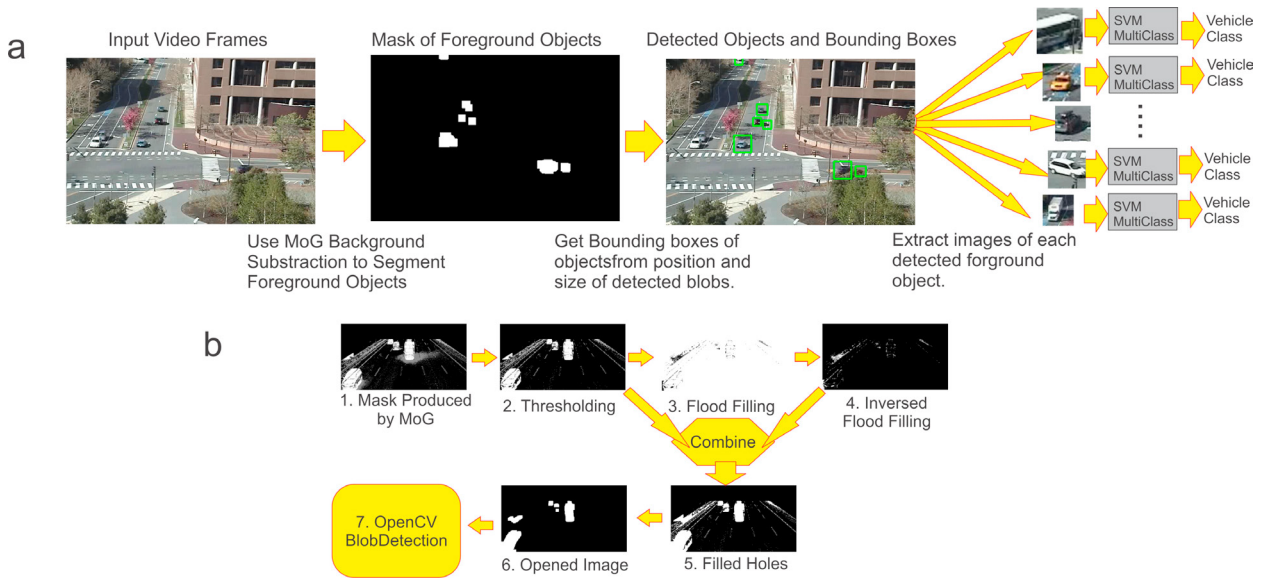 a
Input Video Frames
Mask of Foreground Objects
Detected Objects and Bounding Boxes
SVM
MultiClass
Vehicle
Class
SVM
MultiClass
Vehicle
Class
SVM
MultiClass
Vehicle
Class
SVM
MultiClass
Vehicle
Class
Use MoG Background
Substraction to Segment
Foreground Objects
Get Bounding boxes of
objectsfrom position and
size of detected blobs.
Extract images of each
detected forground
object.
b
1. Mask Produced
by MoG
2. Thresholding
3. Flood Filling
4. Inversed
Flood Filling
Combine
5. Filled Holes
6. Opened Image
7. OpenCV
BlobDetection